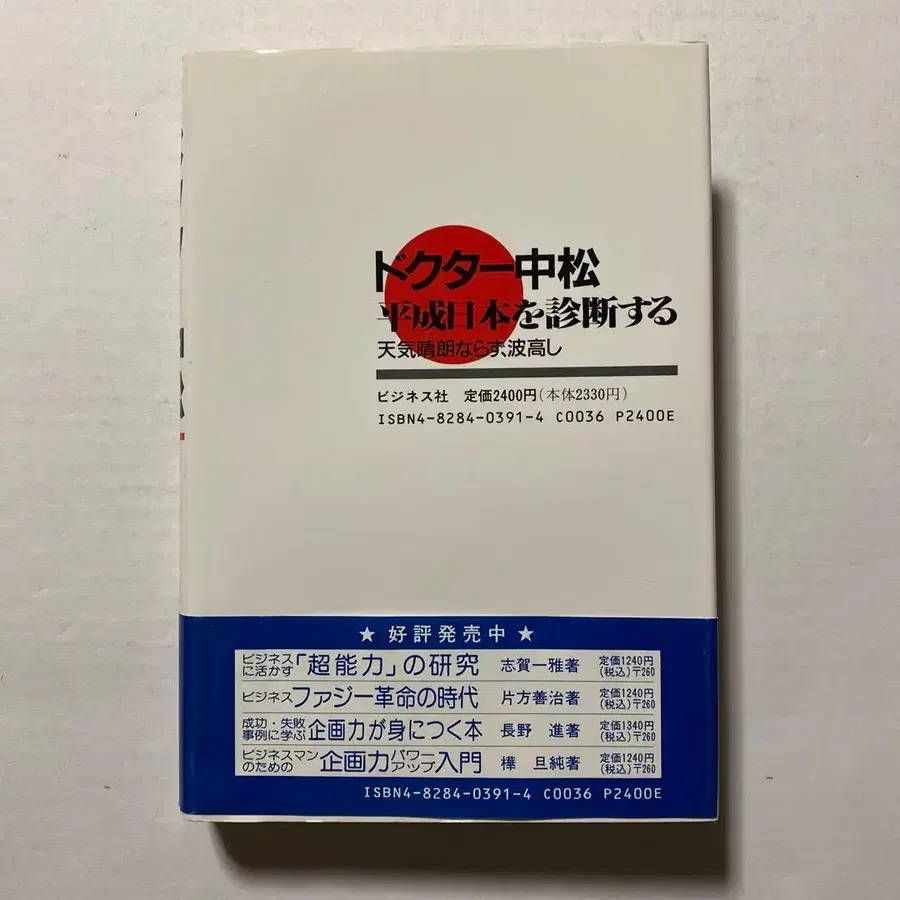 ドクター中松
平成日本を診断する
天気晴朗ならず、波高し
ビジネス社 定価2400円(本体2330円)
ISBN4-8284-0391-4 C0036 P2400E
★ 好評発売中 ★
ビジネスに活かす「超能力」の研究 志賀一雅著 定価1240円(税込)〒260
ビジネスファジー革命の時代 片方善治著 定価1240円(税込)〒260
成功・失敗事例に学ぶ企画力が身につく本 長野 進著 定価1340円(税込)〒260
ビジネスマンのための企画力パワーアップ入門 樺 旦純著 定価1240円(税込)〒260
ISBN4-8284-0391-4 C0036 P2400E